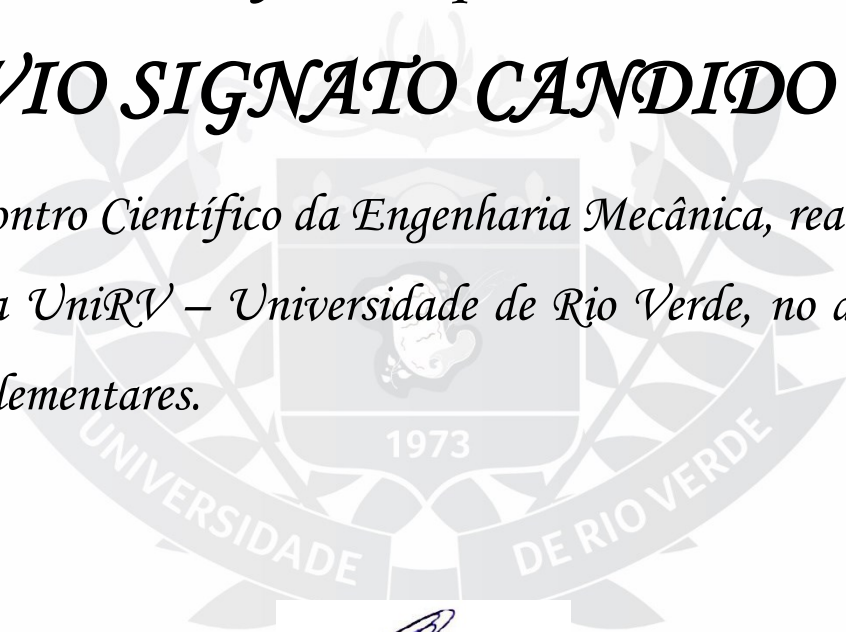 VIO SIGNATO CANDIDO
ontro Científico da Engenharia Mecânica, rea
a UniRV – Universidade de Rio Verde, no d
lementares.
1973
UNIVERSIDADE DE RIO VERDE